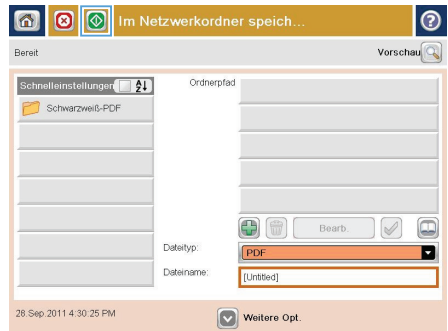 Im Netzwerkordner speich...
Bereit
Vorschau
Schnelleinstellungen
Ordnerpfad
Schwarzweiß-PDF
Bearb.
Dateityp:
PDF
Dateiname:
[Untitled]
28.Sep.2011 4:30:25 PM
Weitere Opt.